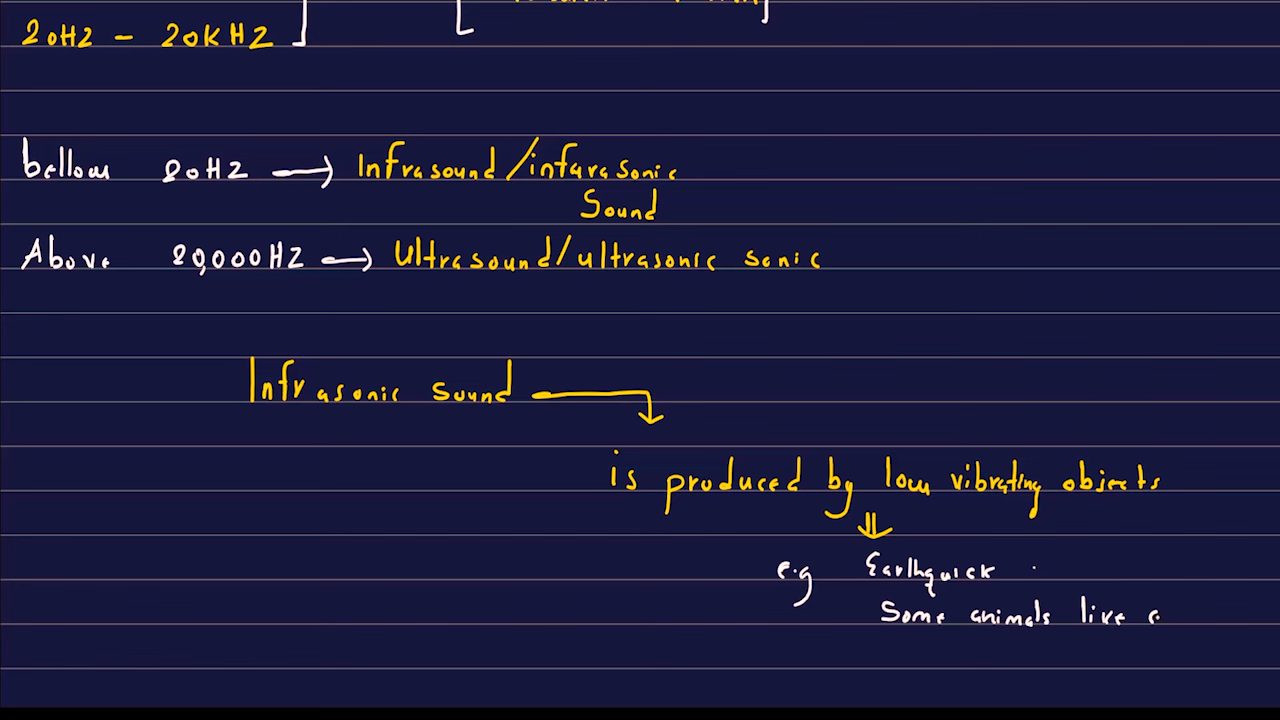 20HZ - 20KHZ
bellow 20HZ → Infrasound/infarasonic
Sound
Above 20,000HZ → Ultrasound/ultrasonic sonic
Infrasonic sound
is produced by low vibrating objects
e.g Earthquick
Some animals live